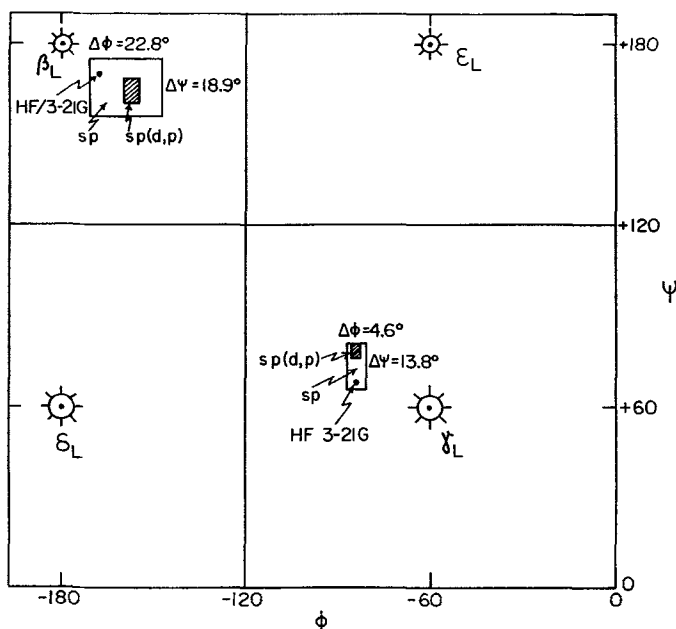 Δϕ=22.8°
+180
βL
εL
ΔΨ=18.9°
HF/3-21G
sp
sp(d,p)
+120
Ψ
Δϕ=4.6°
sp(d,p)
ΔΨ=13.8°
sp
+60
HF 3-21G
δL
γL
0
-180
-120
-60
0
ϕ